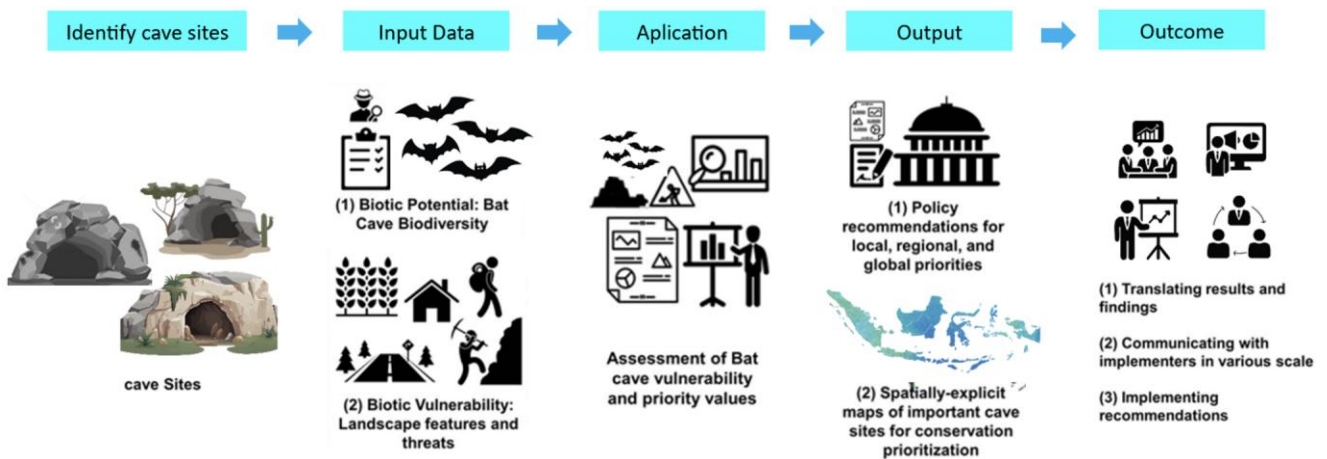 Identify cave sites
Input Data
Aplication
Output
Outcome
cave Sites
(1) Biotic Potential: Bat
Cave Biodiversity
(2) Biotic Vulnerability:
Landscape features and
threats
Assessment of Bat
cave vulnerability
and priority values
(1) Policy
recommendations for
local, regional, and
global priorities
(2) Spatially-explicit
maps of important cave
sites for conservation
prioritization
(1) Translating results and
findings
(2) Communicating with
implementers in various scale
(3) Implementing
recommendations